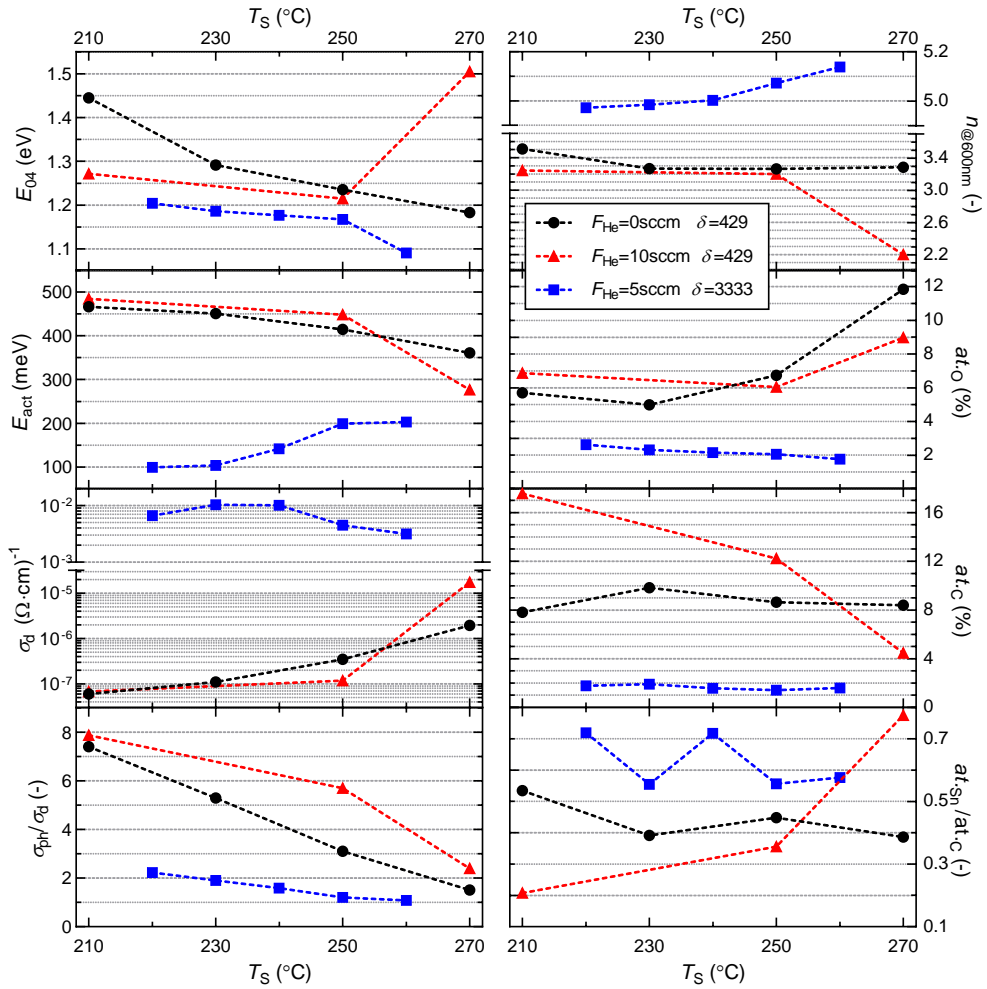 T_S (°C)
T_S (°C)
210 230 250 270
210 230 250 270
E_04 (eV)
1.5
1.4
1.3
1.2
1.1
n_@600nm (-)
5.2
5.0
3.4
3.2
2.6
2.4
2.2
F_He=0sccm δ=429
F_He=10sccm δ=429
F_He=5sccm δ=3333
E_act (meV)
500
400
300
200
100
at._O (%)
12
10
8
6
4
2
σ_d (Ω·cm)^-1
10^-2
10^-3
10^-5
10^-6
10^-7
at._C (%)
16
12
8
4
2
0
σ_ph/σ_d (-)
8
6
4
2
0
at._Sn/at._C (-)
0.7
0.5
0.3
0.1
210 230 250 270
210 230 250 270
T_S (°C)
T_S (°C)